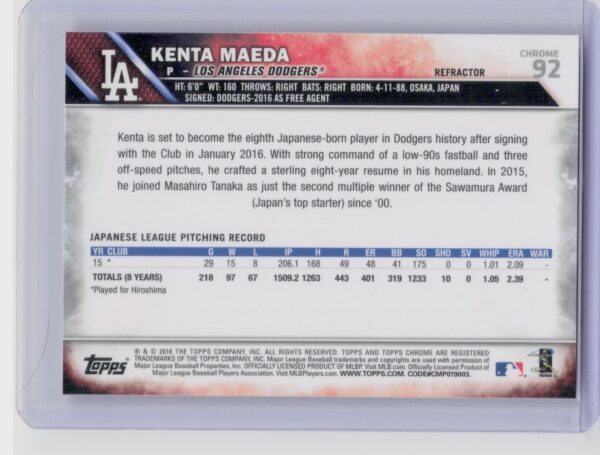 LA
KENTA MAEDA
P - LOS ANGELES DODGERS®
CHROME
92
REFRACTOR
HT: 6'0" WT: 160 THROWS: RIGHT BATS: RIGHT BORN: 4-11-88, OSAKA, JAPAN
SIGNED: DODGERS-2016 AS FREE AGENT
Kenta is set to become the eighth Japanese-born player in Dodgers history after signing
with the Club in January 2016. With strong command of a low-90s fastball and three
off-speed pitches, he crafted a sterling eight-year resume in his homeland. In 2015,
he joined Masahiro Tanaka as just the second multiple winner of the Sawamura Award
(Japan's top starter) since '00.
JAPANESE LEAGUE PITCHING RECORD
YR CLUB G W L IP H R ER BB SO SHO SV WHIP ERA WAR
15 * 29 15 8 206.1 168 49 48 41 175 0 0 1.01 2.09 -
TOTALS (8 YEARS) 218 97 67 1509.2 1263 443 401 319 1233 10 0 1.05 2.39 -
*Played for Hiroshima
Topps
® & © 2016 THE TOPPS COMPANY, INC. ALL RIGHTS RESERVED. TOPPS AND TOPPS CHROME ARE REGISTERED
TRADEMARKS OF THE TOPPS COMPANY, INC. Major League Baseball trademarks and copyrights are used with permission of
Major League Baseball Properties, Inc. OFFICIALLY LICENSED PRODUCT OF MLBP. Visit MLB.com. Officially Licensed Product of
Major League Baseball Players Association. Visit MLBPlayers.com. WWW.TOPPS.COM. CODE#CMP019003.